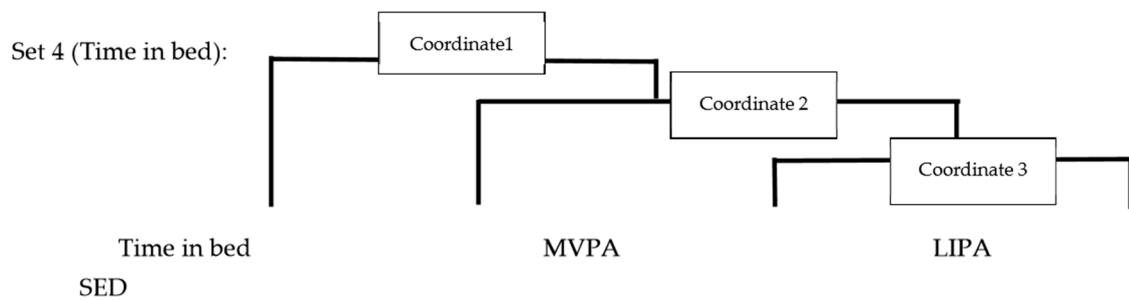 Set 4 (Time in bed):
Coordinate1
Coordinate 2
Coordinate 3
Time in bed MVPA LIPA
SED